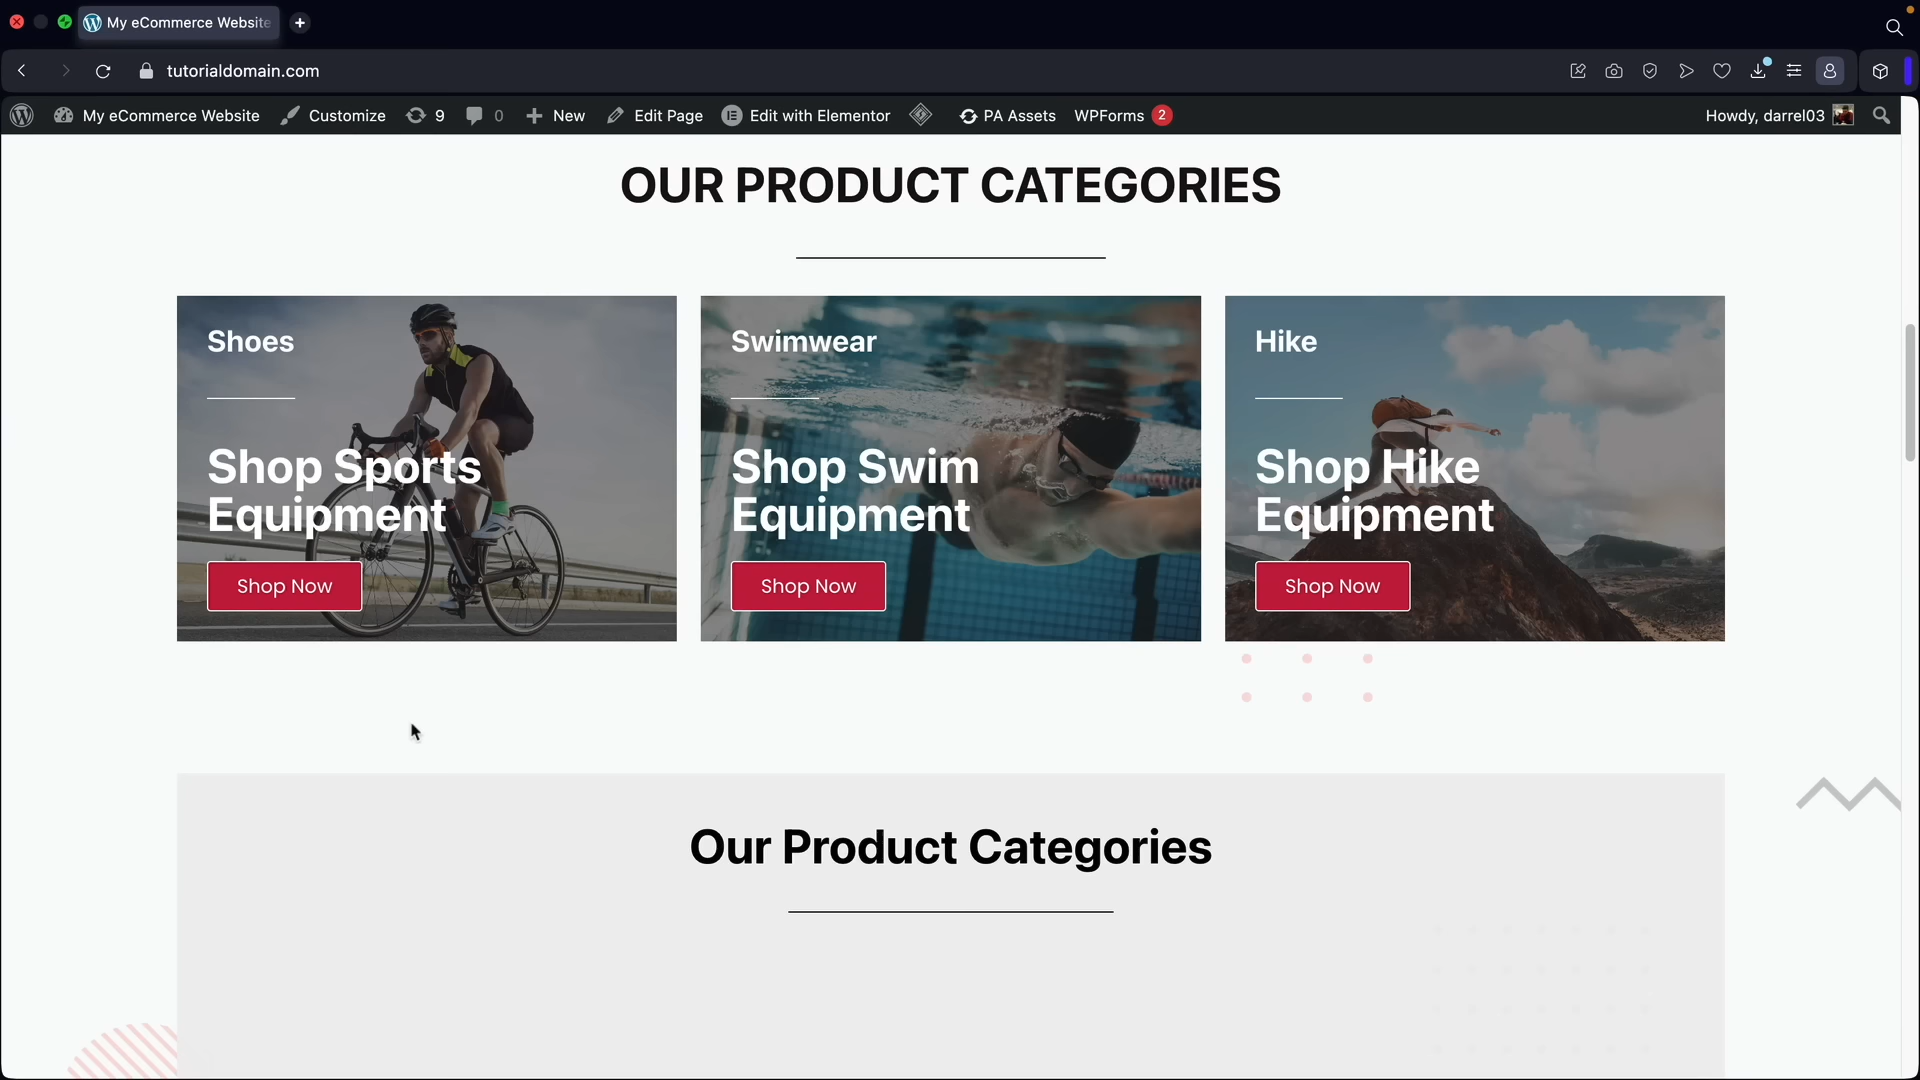 My eCommerce Website
tutorialdomain.com
My eCommerce Website Customize 9 0 New Edit Page Edit with Elementor PA Assets WPForms 2 Howdy, darrel03
OUR PRODUCT CATEGORIES
Shoes
Shop Sports
Equipment
Shop Now
Swimwear
Shop Swim
Equipment
Shop Now
Hike
Shop Hike
Equipment
Shop Now
Our Product Categories